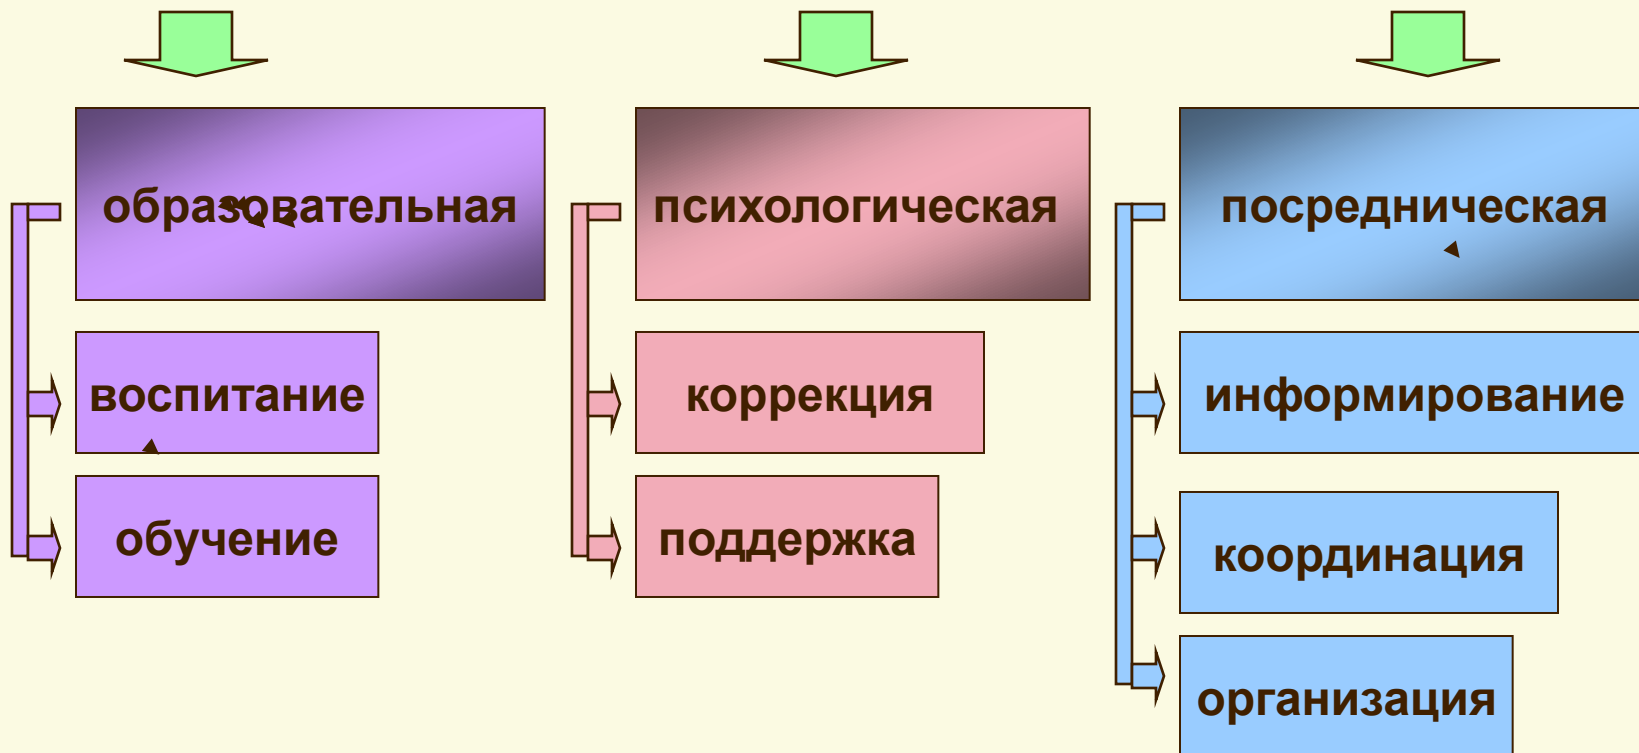 образовательная
воспитание
обучение
психологическая
коррекция
поддержка
посредническая
информирование
координация
организация